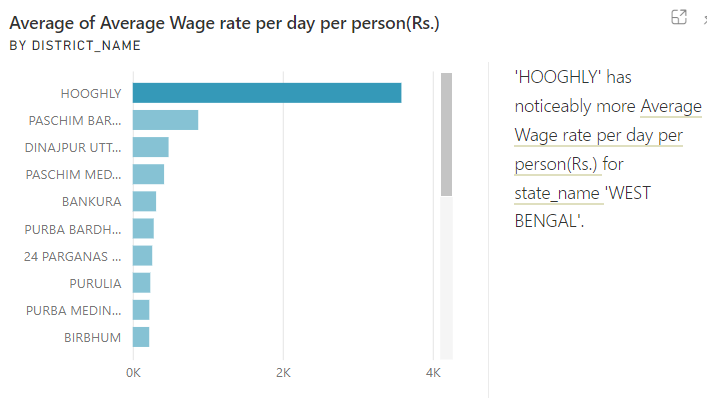 Average of Average Wage rate per day per person(Rs.)
BY DISTRICT_NAME
HOOGHLY
PASCHIM BAR...
DINAJPUR UTT...
PASCHIM MED...
BANKURA
PURBA BARDH...
24 PARGANAS ...
PURULIA
PURBA MEDIN...
BIRBHUM
0K 2K 4K
'HOOGHLY' has
noticeably more Average
Wage rate per day per
person(Rs.) for
state_name 'WEST
BENGAL'.